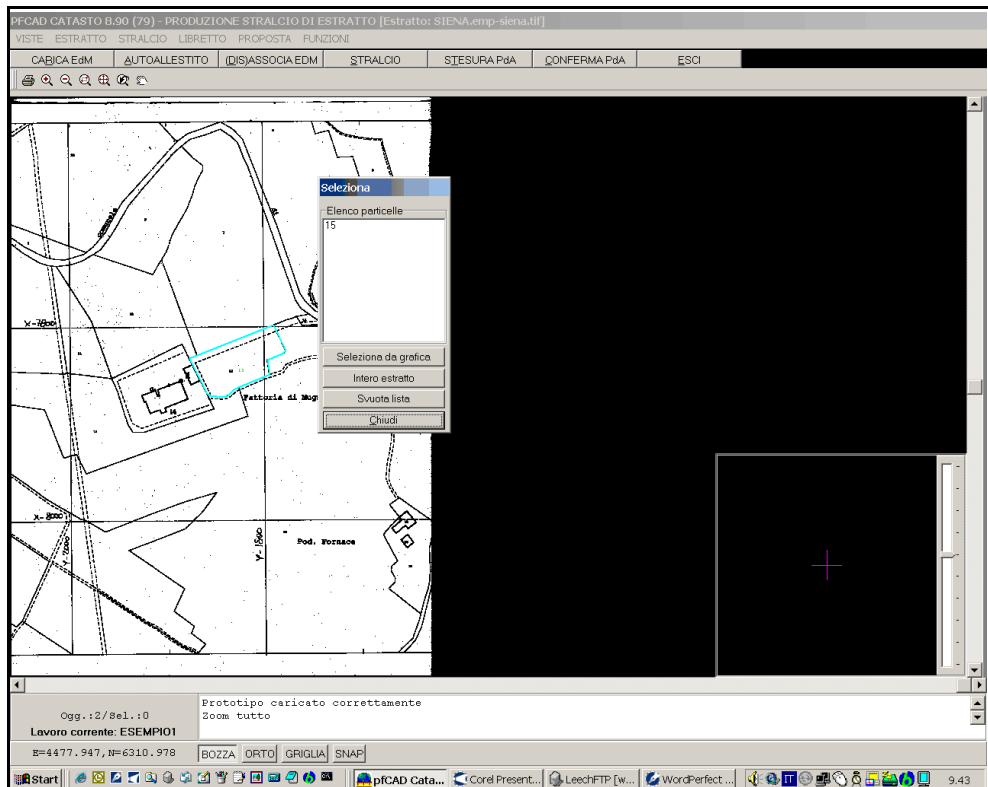 PFCAD CATASTO 8.90 (79) - PRODUZIONE STRALCIO DI ESTRATTO [Estratto: SIENA.emp-siena.tif]
VISTE ESTRATTO STRALCIO LIBRETTO PROPOSTA FUNZIONI
CARICA EdM AUTOALLESTITO (DIS)ASSOCIA EDM STRALCIO STESURA PdA CONFERMA PdA ESCI
Seleziona
Elenco particelle
15
Seleziona da grafica
Intero estratto
Svuota lista
Chiudi
X-7800
Fattoria di
14
X-8000
Y-1800
Pod. Fornace
Prototipo caricato correttamente
Zoom tutto
Ogg.:2/Sel.:0
Lavoro corrente: ESEMPIO1
E=4477.947,N=6310.978 BOZZA ORTO GRIGLIA SNAP
Start pfCAD Cata... Corel Present... LeechFTP [w... WordPerfect ... 9.43